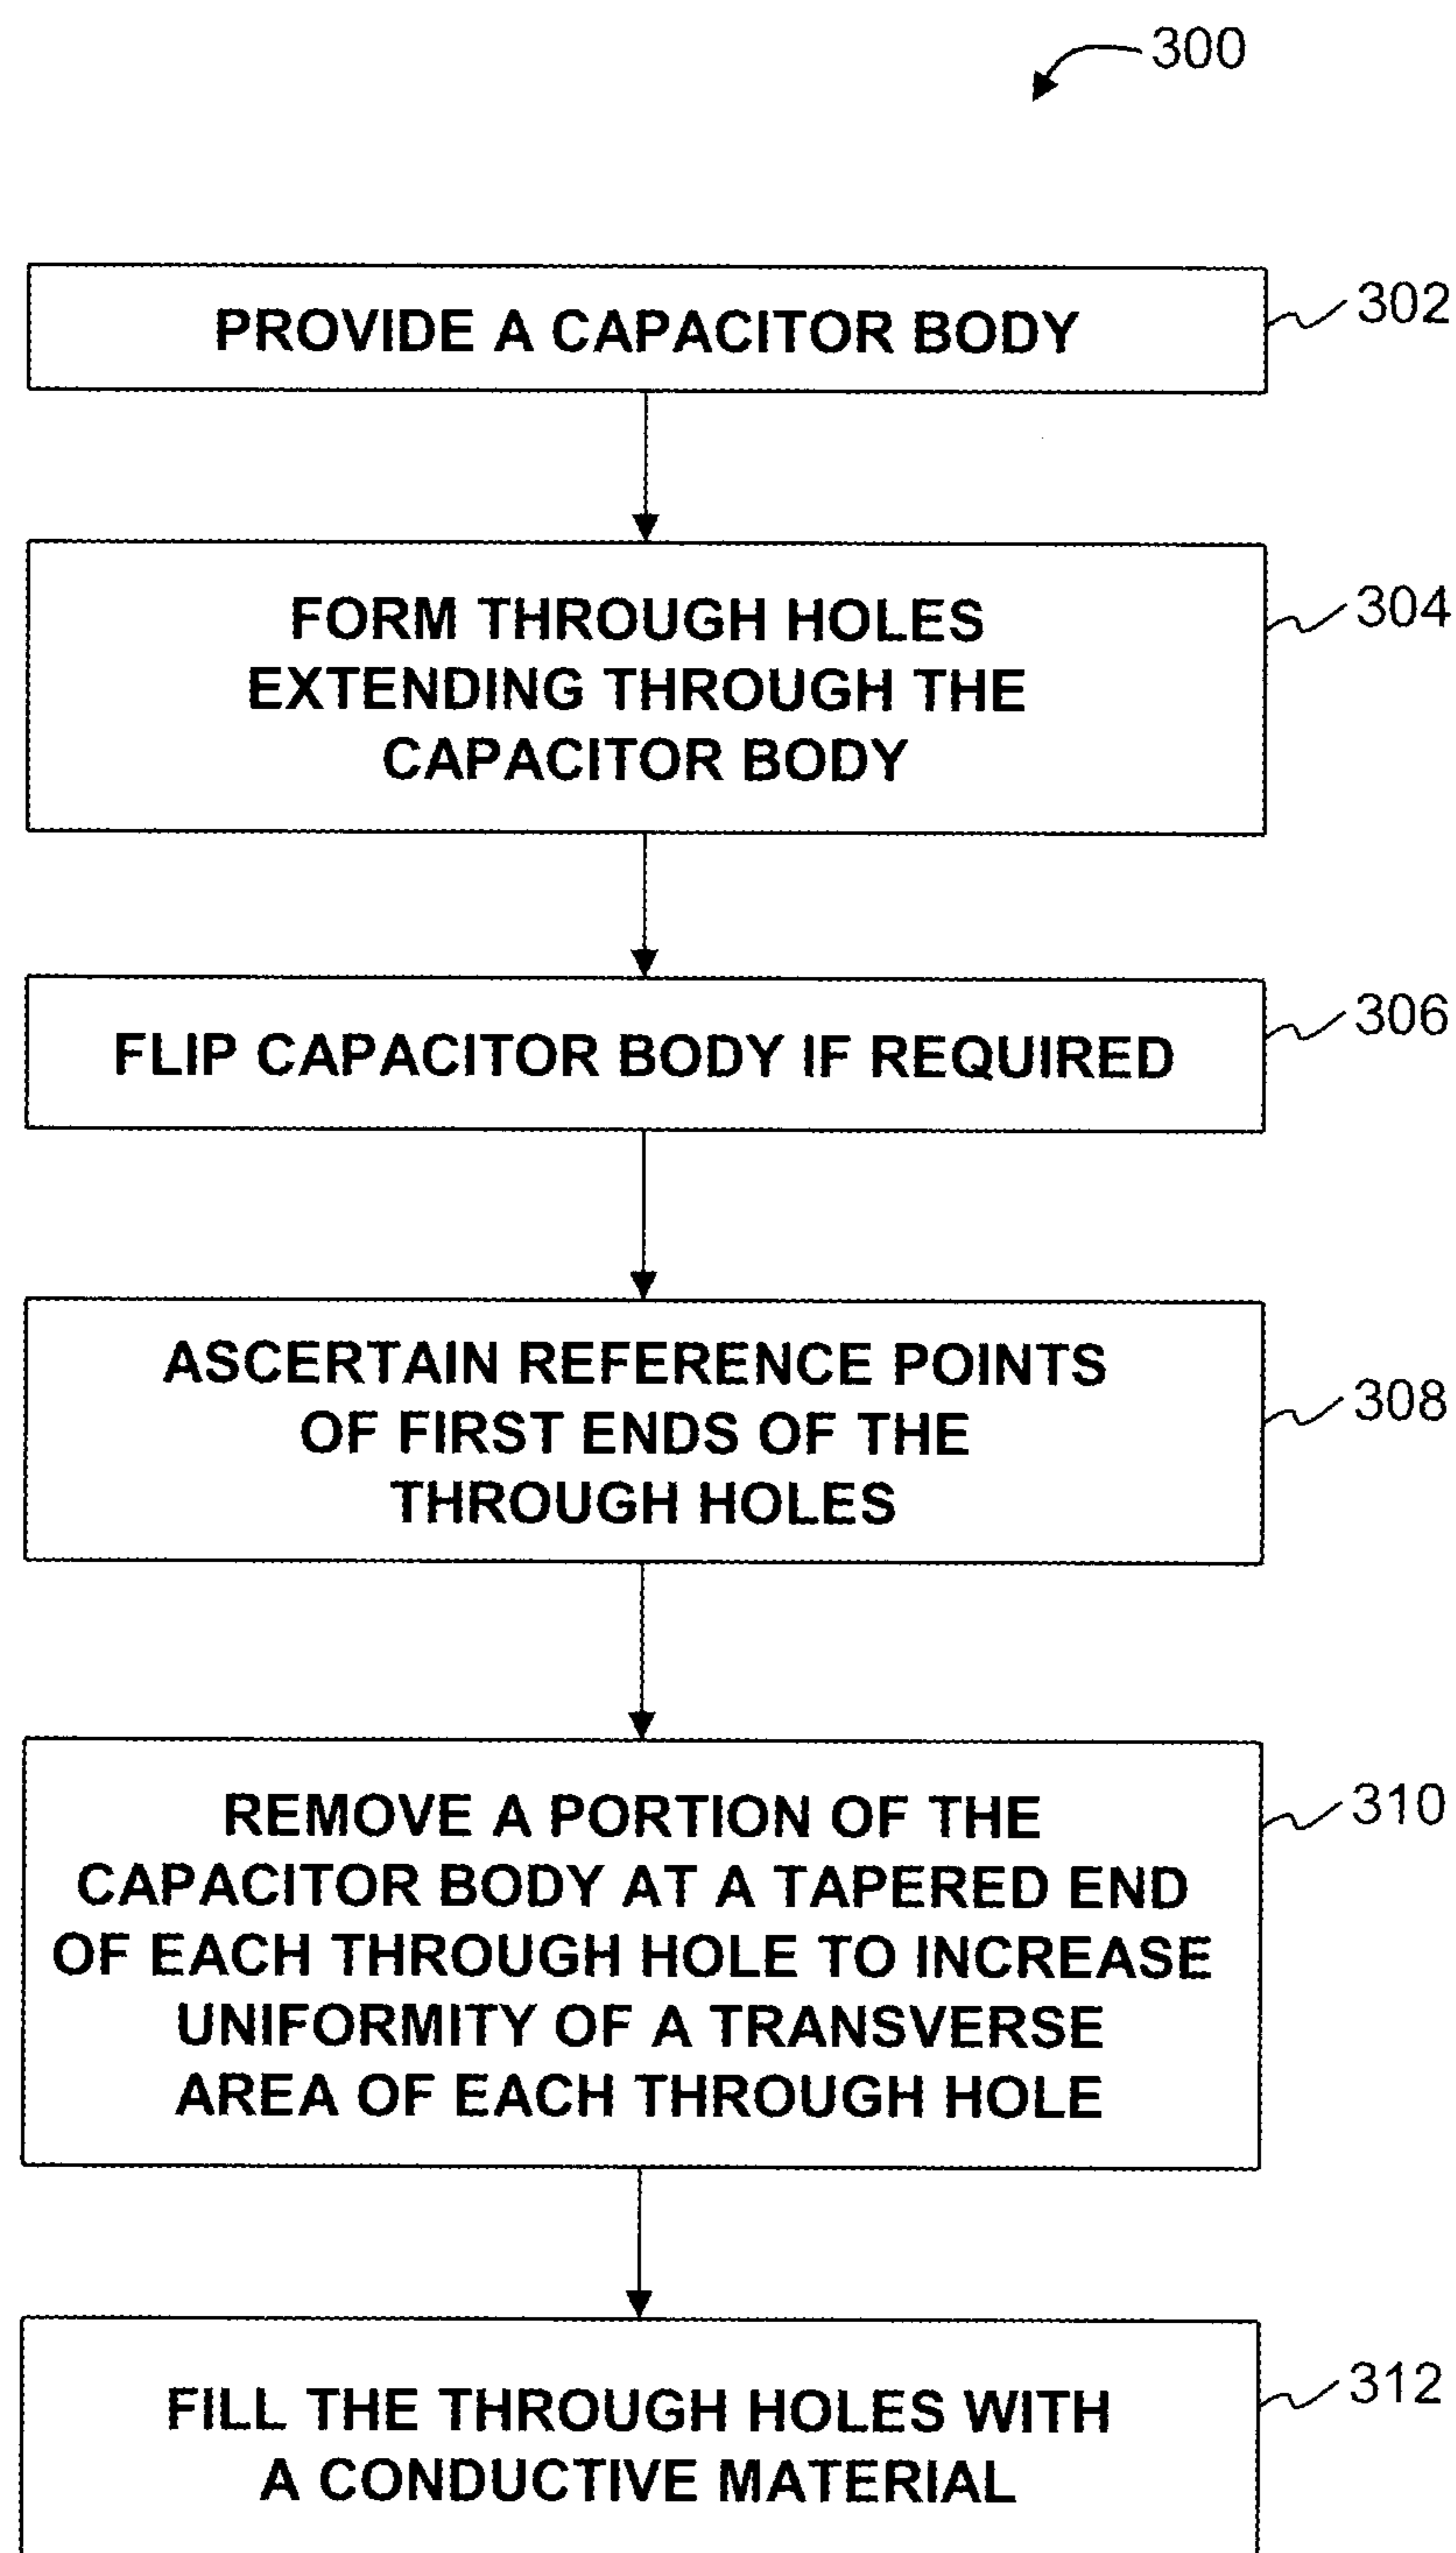 300
PROVIDE A CAPACITOR BODY
302
FORM THROUGH HOLES
EXTENDING THROUGH THE
CAPACITOR BODY
304
FLIP CAPACITOR BODY IF REQUIRED
306
ASCERTAIN REFERENCE POINTS
OF FIRST ENDS OF THE
THROUGH HOLES
308
REMOVE A PORTION OF THE
CAPACITOR BODY AT A TAPERED END
OF EACH THROUGH HOLE TO INCREASE
UNIFORMITY OF A TRANSVERSE
AREA OF EACH THROUGH HOLE
310
FILL THE THROUGH HOLES WITH
A CONDUCTIVE MATERIAL
312